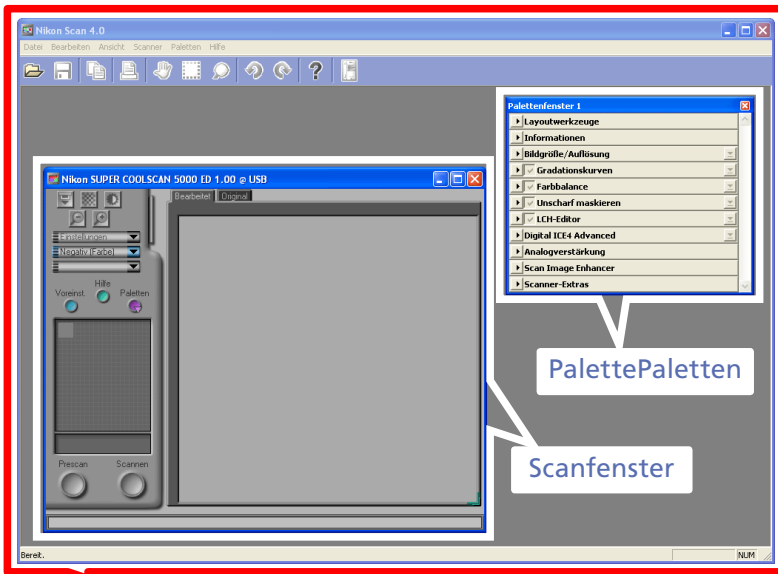 Nikon Scan 4.0
Datei Bearbeiten Ansicht Scanner Paletten Hilfe
Palettenfenster 1
Layoutwerkzeuge
Informationen
Bildgröße/Auflösung
Gradationskurven
Farbbalance
Unscharf maskieren
LCH-Editor
Digital ICE4 Advanced
Analogverstärkung
Scan Image Enhancer
Scanner-Extras
Nikon SUPER COOLSCAN 5000 ED 1.00 @ USB
Bearbeitet Original
Einstellungen
Negativ (Farbe)
Hilfe
Voreinst. Paletten
Prescan Scannen
PalettePaletten
Scanfenster
Bereit. NUM